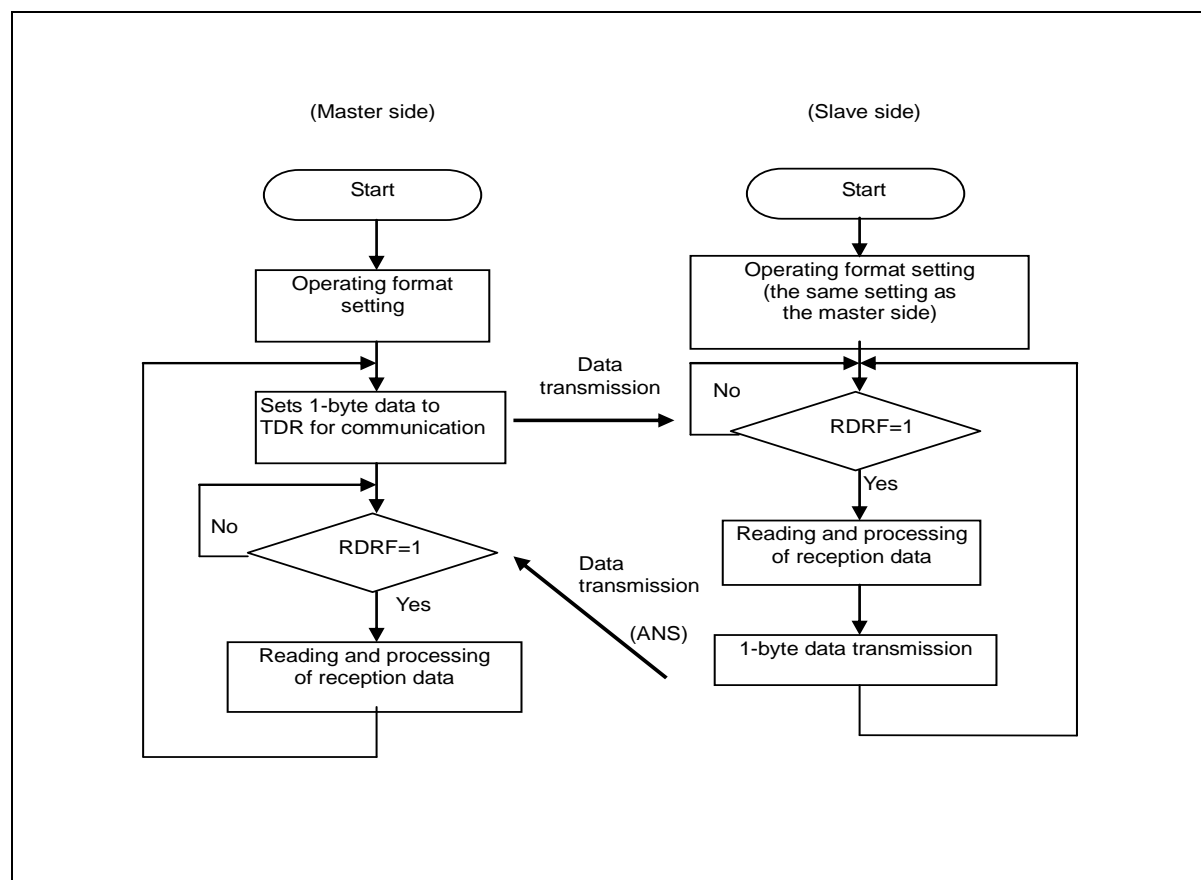 (Master side)
Start
Operating format
setting
Sets 1-byte data to
TDR for communication
No
RDRF=1
Yes
Reading and processing
of reception data
Data
transmission
Data
transmission
(ANS)
(Slave side)
Start
Operating format setting
(the same setting as
the master side)
No
RDRF=1
Yes
Reading and processing
of reception data
1-byte data transmission